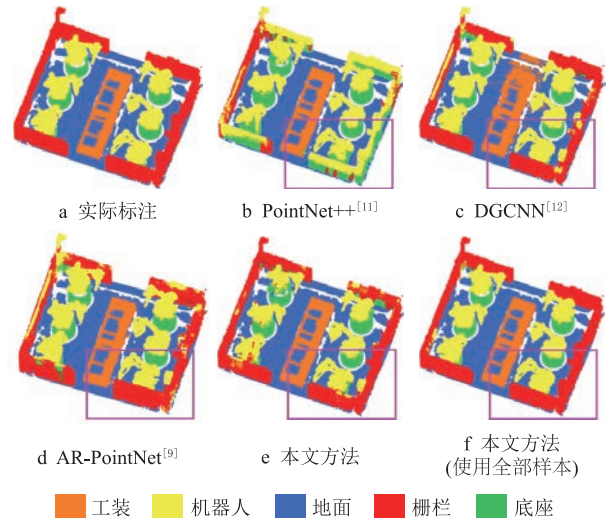 a 实际标注
b PointNet++[11]
c DGCNN[12]
d AR-PointNet[9]
e 本文方法
f 本文方法
(使用全部样本)
工装 机器人 地面 栅栏 底座